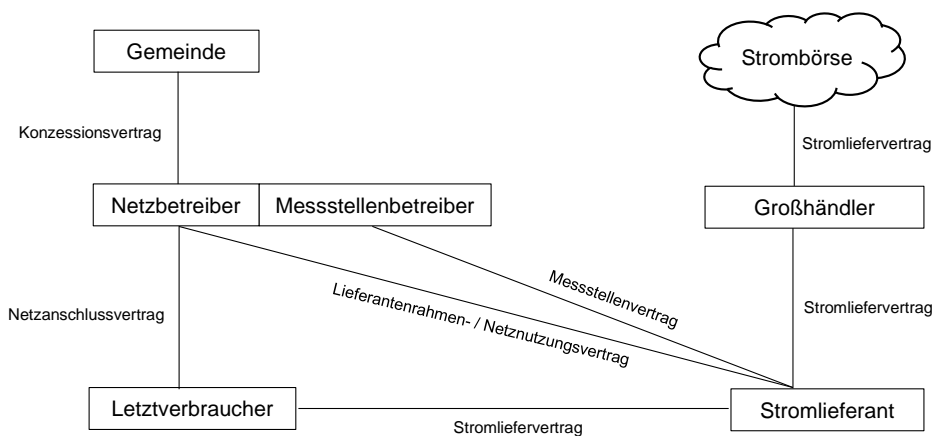 Gemeinde
Strombörse
Konzessionsvertrag
Stromliefervertrag
Netzbetreiber
Messstellenbetreiber
Großhändler
Netzanschlussvertrag
Messstellenvertrag
Lieferantenrahmen- / Netznutzungsvertrag
Stromliefervertrag
Letztverbraucher
Stromliefervertrag
Stromlieferant